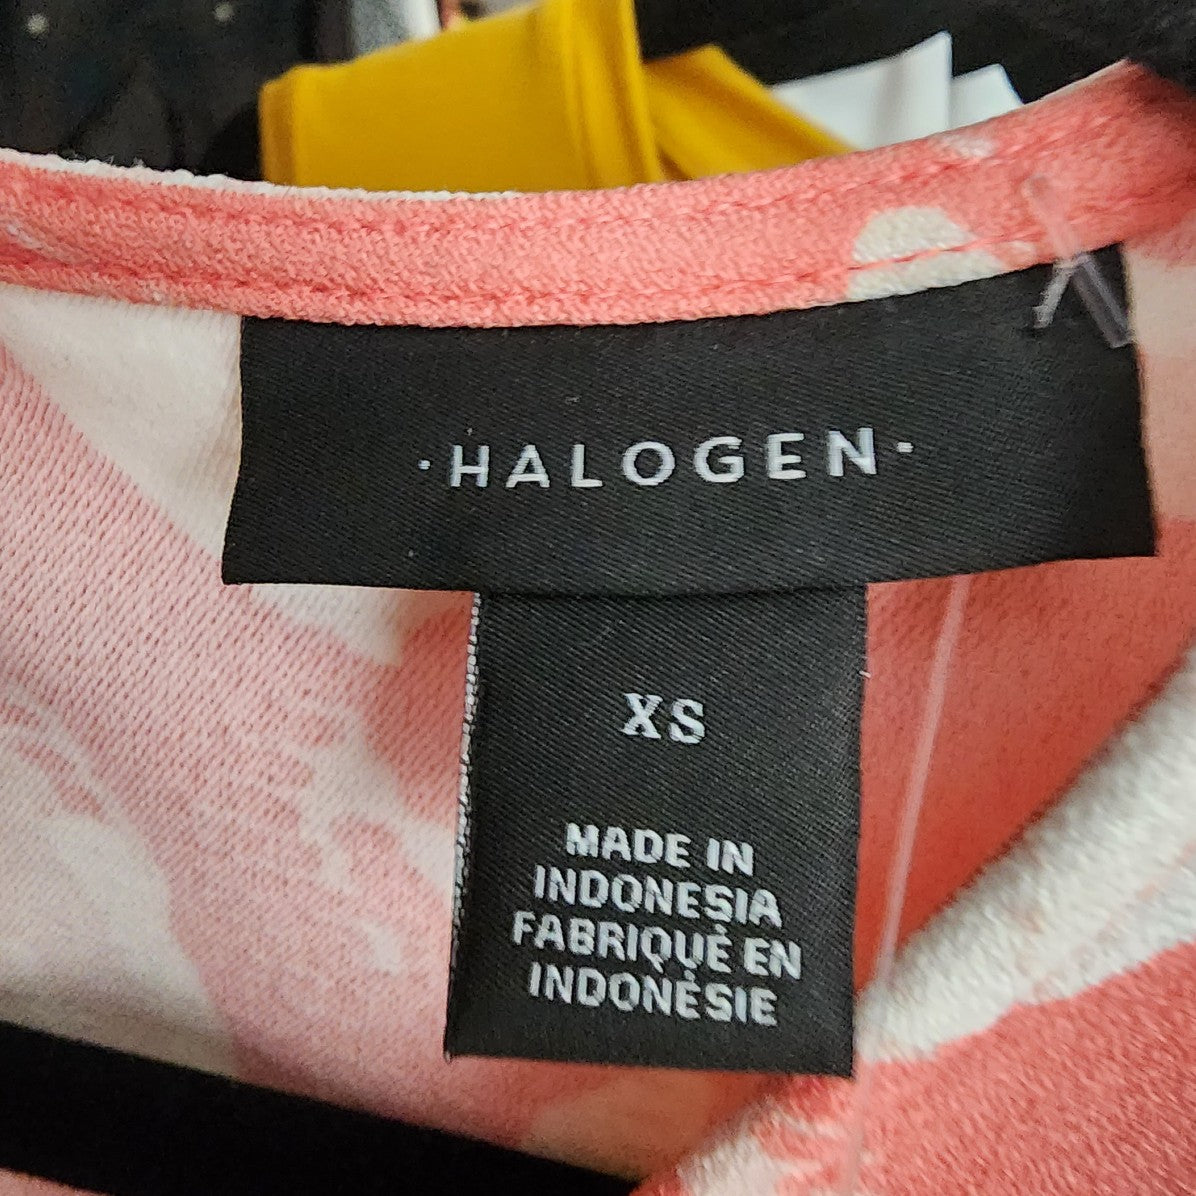 ·HALOGEN·
XS
MADE IN
INDONESIA
FABRIQUÉ EN
INDONÉSIE